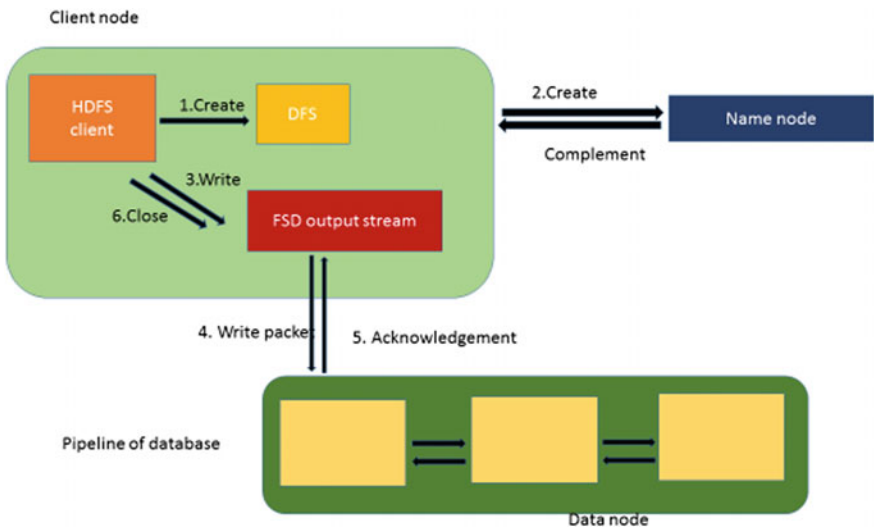 Client node
HDFS
client
1.Create
DFS
2.Create
Name node
Complement
3.Write
6.Close
FSD output stream
4. Write packet
5. Acknowledgement
Pipeline of database
Data node